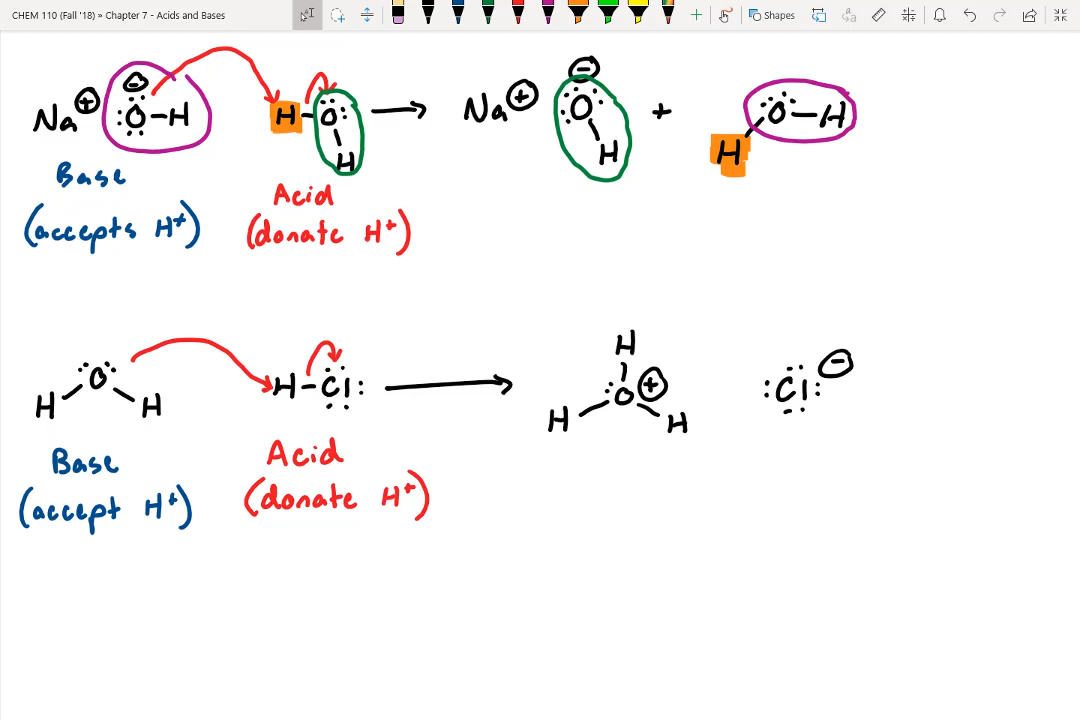 CHEM 110 (Fall '18) » Chapter 7 - Acids and Bases
Shapes
Na⊕ :Ö–H ⊖ H–Ö: H → Na⊕ :Ö: ⊖ H + H Ö–H
Base
(accepts H⁺)
Acid
(donate H⁺)
H Ö H H–Cl: → H H O⊕ H :Cl: ⊖
Base
(accept H⁺)
Acid
(donate H⁺)